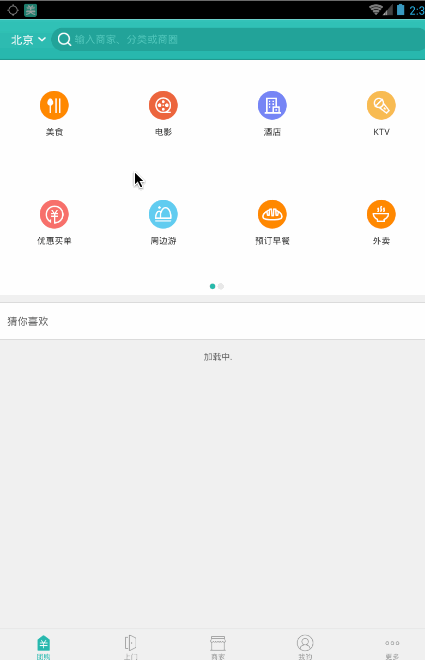 美 2:3
北京 输入商家、分类或商圈
美食 电影 酒店 KTV
优惠买单 周边游 预订早餐 外卖
猜你喜欢
加载中.
团购 上门 商家 我的 更多